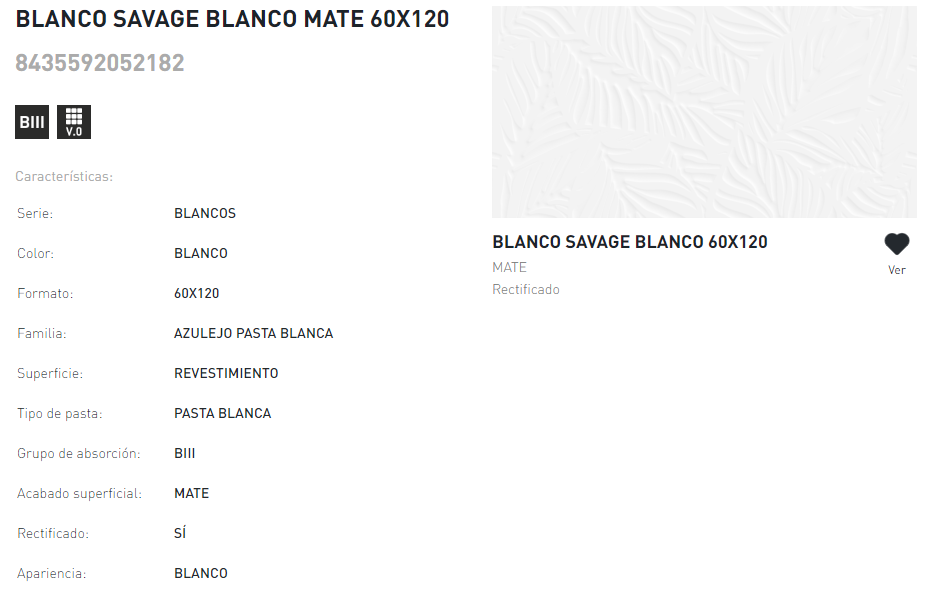 BLANCO SAVAGE BLANCO MATE 60X120
8435592052182
BIII
V.0
Características:
Serie: BLANCOS
Color: BLANCO
Formato: 60X120
Familia: AZULEJO PASTA BLANCA
Superficie: REVESTIMIENTO
Tipo de pasta: PASTA BLANCA
Grupo de absorción: BIII
Acabado superficial: MATE
Rectificado: SÍ
Apariencia: BLANCO
BLANCO SAVAGE BLANCO 60X120
MATE
Rectificado
Ver